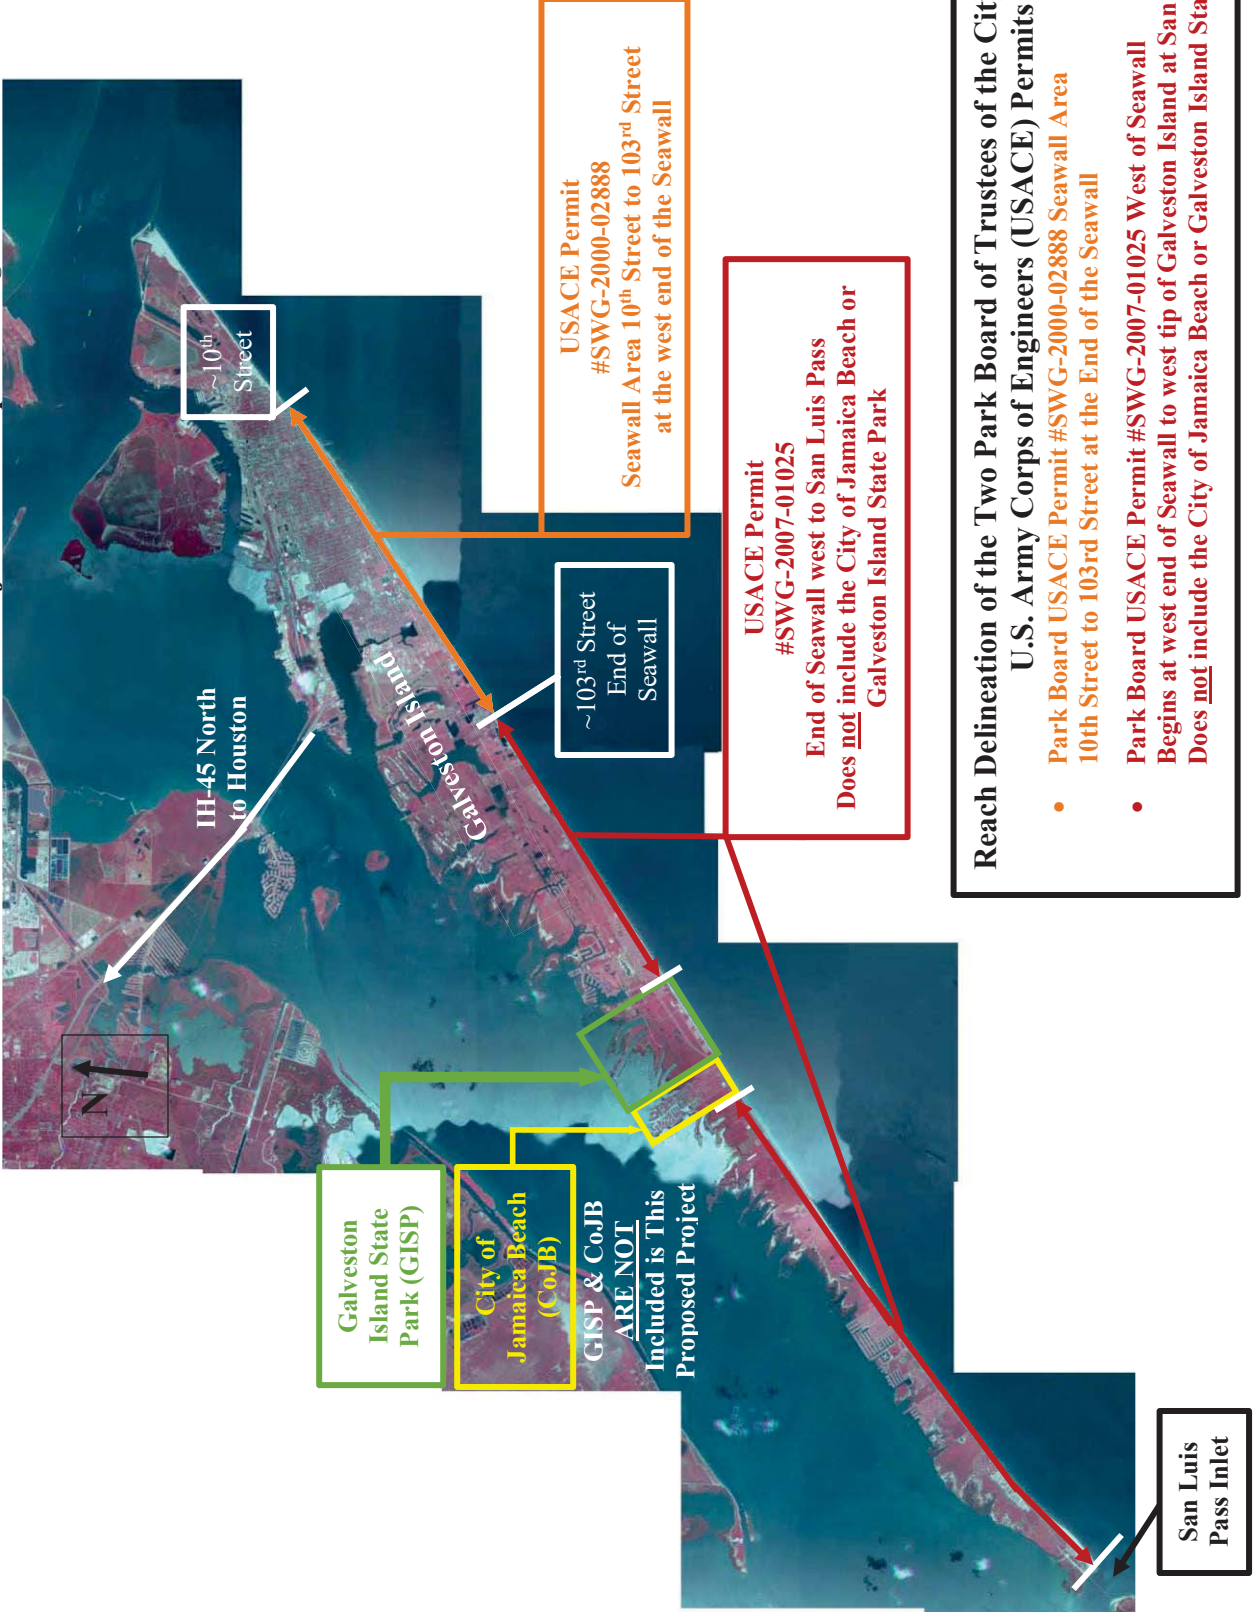 ~10th
Street
USACE Permit
#SWG-2000-02888
Seawall Area 10th Street to 103rd Street
at the west end of the Seawall
IH-45 North
to Houston
Galveston Island
~103rd Street
End of
Seawall
USACE Permit
#SWG-2007-01025
End of Seawall west to San Luis Pass
Does not include the City of Jamaica Beach or
Galveston Island State Park
N
Galveston
Island State
Park (GISP)
City of
Jamaica Beach
(CoJB)
GISP & CoJB
ARE NOT
Included is This
Proposed Project
San Luis
Pass Inlet
Reach Delineation of the Two Park Board of Trustees of the Cit
U.S. Army Corps of Engineers (USACE) Permits
• Park Board USACE Permit #SWG-2000-02888 Seawall Area
10th Street to 103rd Street at the End of the Seawall
• Park Board USACE Permit #SWG-2007-01025 West of Seawall
Begins at west end of Seawall to west tip of Galveston Island at San
Does not include the City of Jamaica Beach or Galveston Island Sta